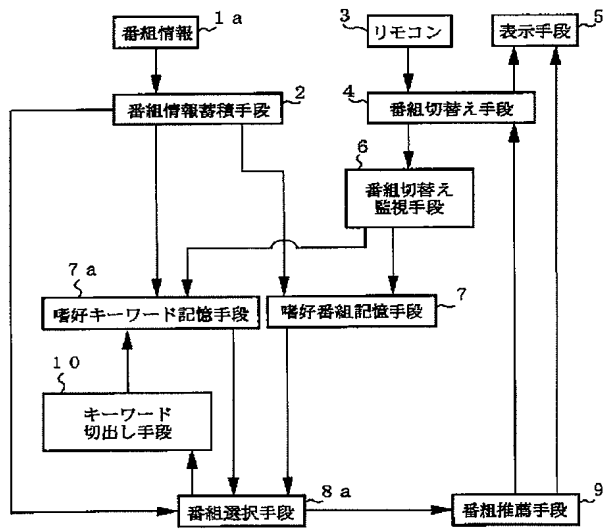 番組情報
1a
リモコン
3
表示手段
5
番組情報蓄積手段
2
4
番組切替え手段
6
番組切替え
監視手段
7a
嗜好キーワード記憶手段
嗜好番組記憶手段
7
10
キーワード
切出し手段
番組選択手段
8a
番組推薦手段
9